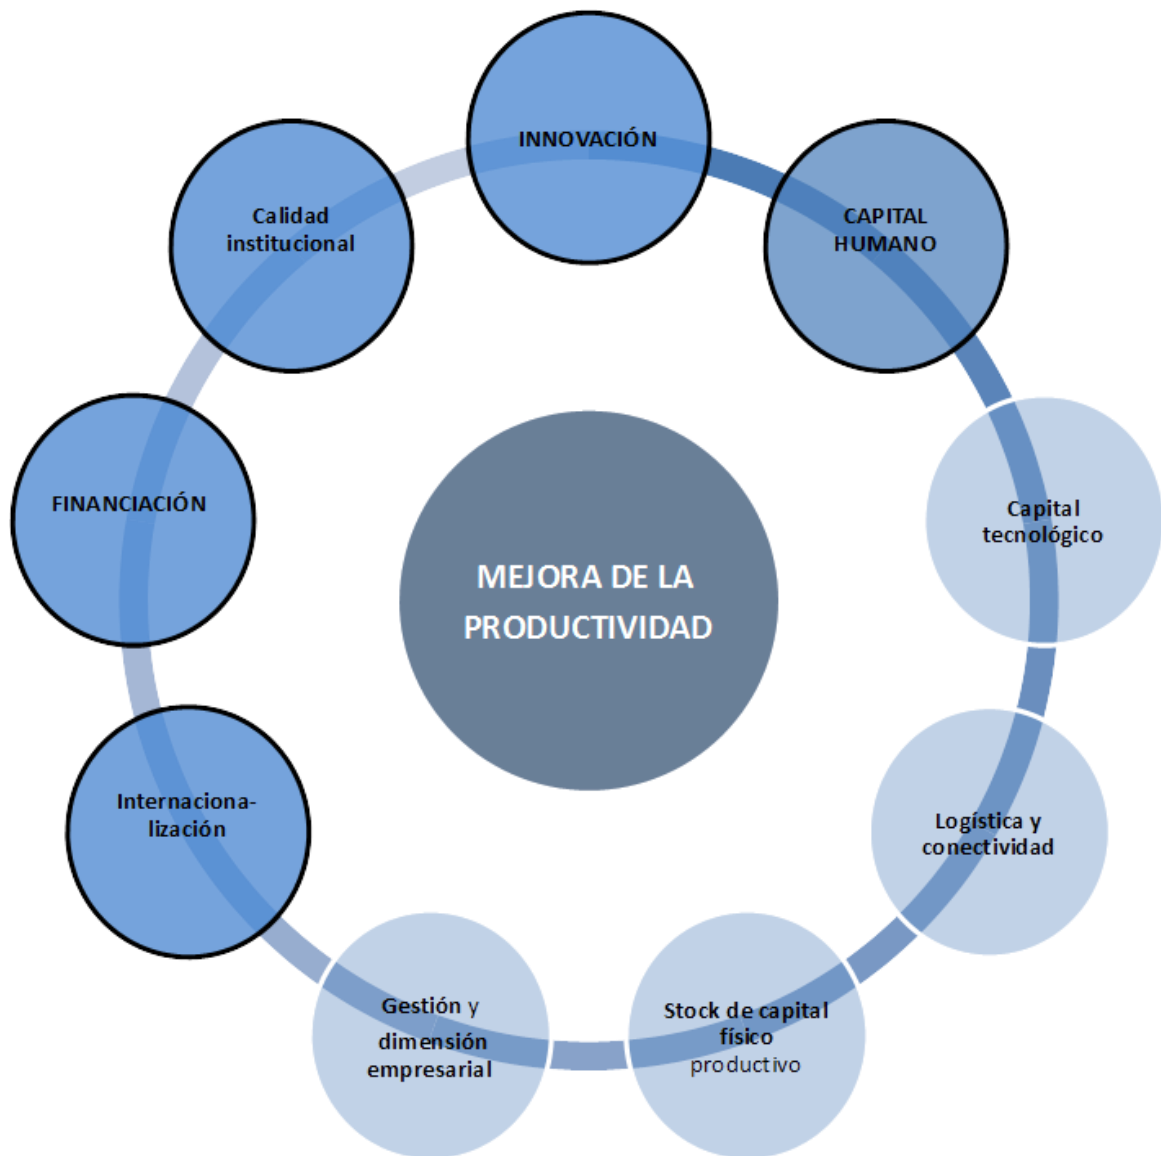 INNOVACIÓN
CAPITAL
HUMANO
Capital
tecnológico
Logística y
conectividad
Stock de capital
físico
productivo
Gestión y
dimensión
empresarial
Internaciona-
lización
FINANCIACIÓN
Calidad
institucional
MEJORA DE LA
PRODUCTIVIDAD